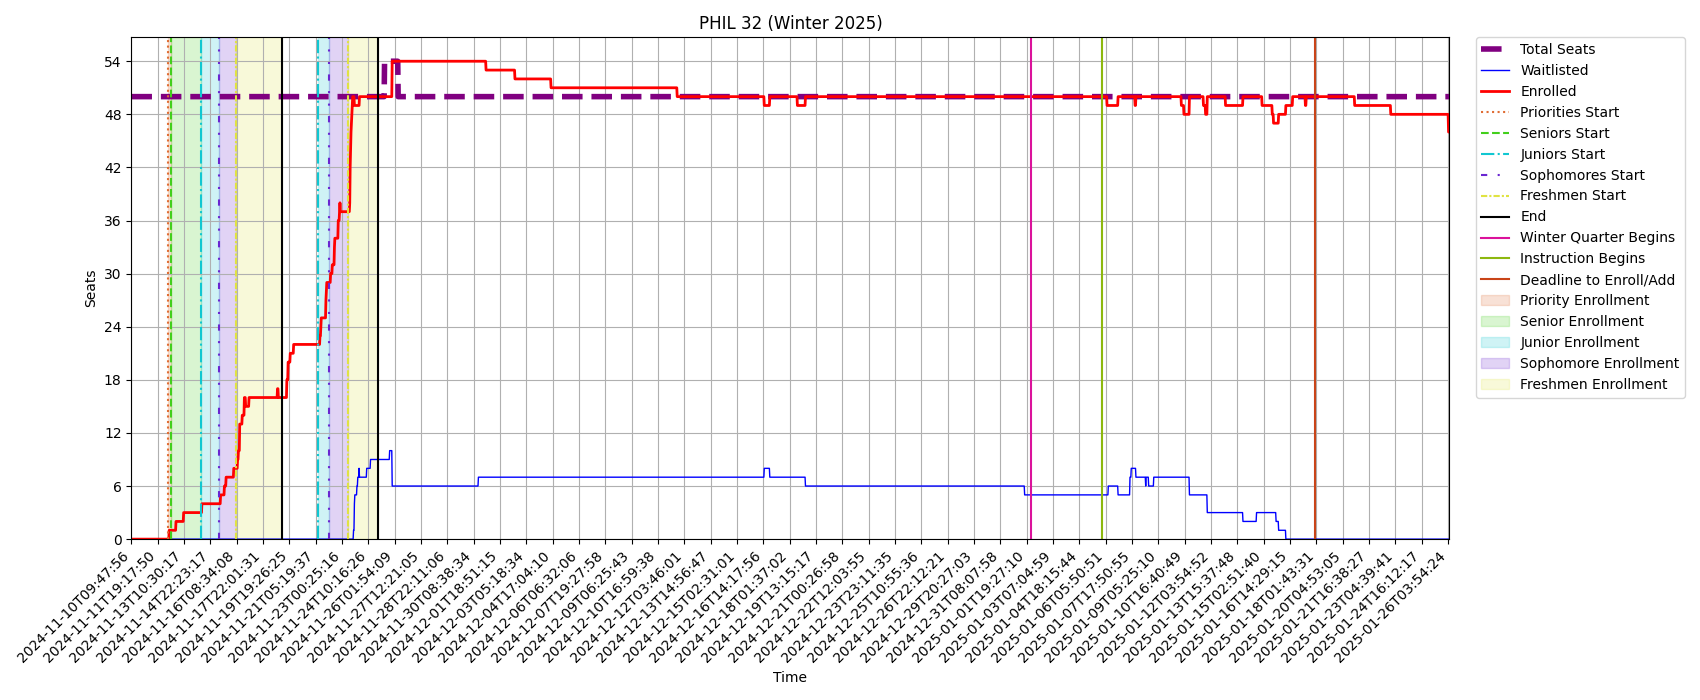 PHIL 32 (Winter 2025)
Seats
54
48
42
36
30
24
18
12
6
0
2024-11-10T09:47:56
2024-11-11T19:17:50
2024-11-13T10:30:17
2024-11-14T22:23:17
2024-11-16T08:34:08
2024-11-17T22:01:31
2024-11-19T19:26:25
2024-11-21T05:19:37
2024-11-23T00:25:16
2024-11-24T10:16:26
2024-11-26T01:54:09
2024-11-27T12:21:05
2024-11-28T22:11:06
2024-11-30T08:38:34
2024-12-01T18:51:15
2024-12-03T05:18:34
2024-12-04T17:04:10
2024-12-06T06:32:06
2024-12-07T19:27:58
2024-12-09T06:25:43
2024-12-10T16:59:38
2024-12-12T03:46:01
2024-12-13T14:56:47
2024-12-15T02:31:01
2024-12-16T14:17:56
2024-12-18T01:37:02
2024-12-19T13:15:17
2024-12-21T00:26:58
2024-12-22T12:03:55
2024-12-23T23:11:35
2024-12-25T10:55:36
2024-12-26T22:12:21
2024-12-29T20:27:03
2024-12-31T08:07:58
2025-01-01T19:27:10
2025-01-03T07:04:59
2025-01-04T18:15:44
2025-01-06T05:50:51
2025-01-07T17:50:55
2025-01-09T05:25:10
2025-01-10T16:40:49
2025-01-12T03:54:52
2025-01-13T15:37:48
2025-01-15T02:51:40
2025-01-16T14:29:15
2025-01-18T01:43:31
2025-01-20T04:53:05
2025-01-21T16:38:27
2025-01-23T04:39:41
2025-01-24T16:12:17
2025-01-26T03:54:24
Time
Total Seats
Waitlisted
Enrolled
Priorities Start
Seniors Start
Juniors Start
Sophomores Start
Freshmen Start
End
Winter Quarter Begins
Instruction Begins
Deadline to Enroll/Add
Priority Enrollment
Senior Enrollment
Junior Enrollment
Sophomore Enrollment
Freshmen Enrollment